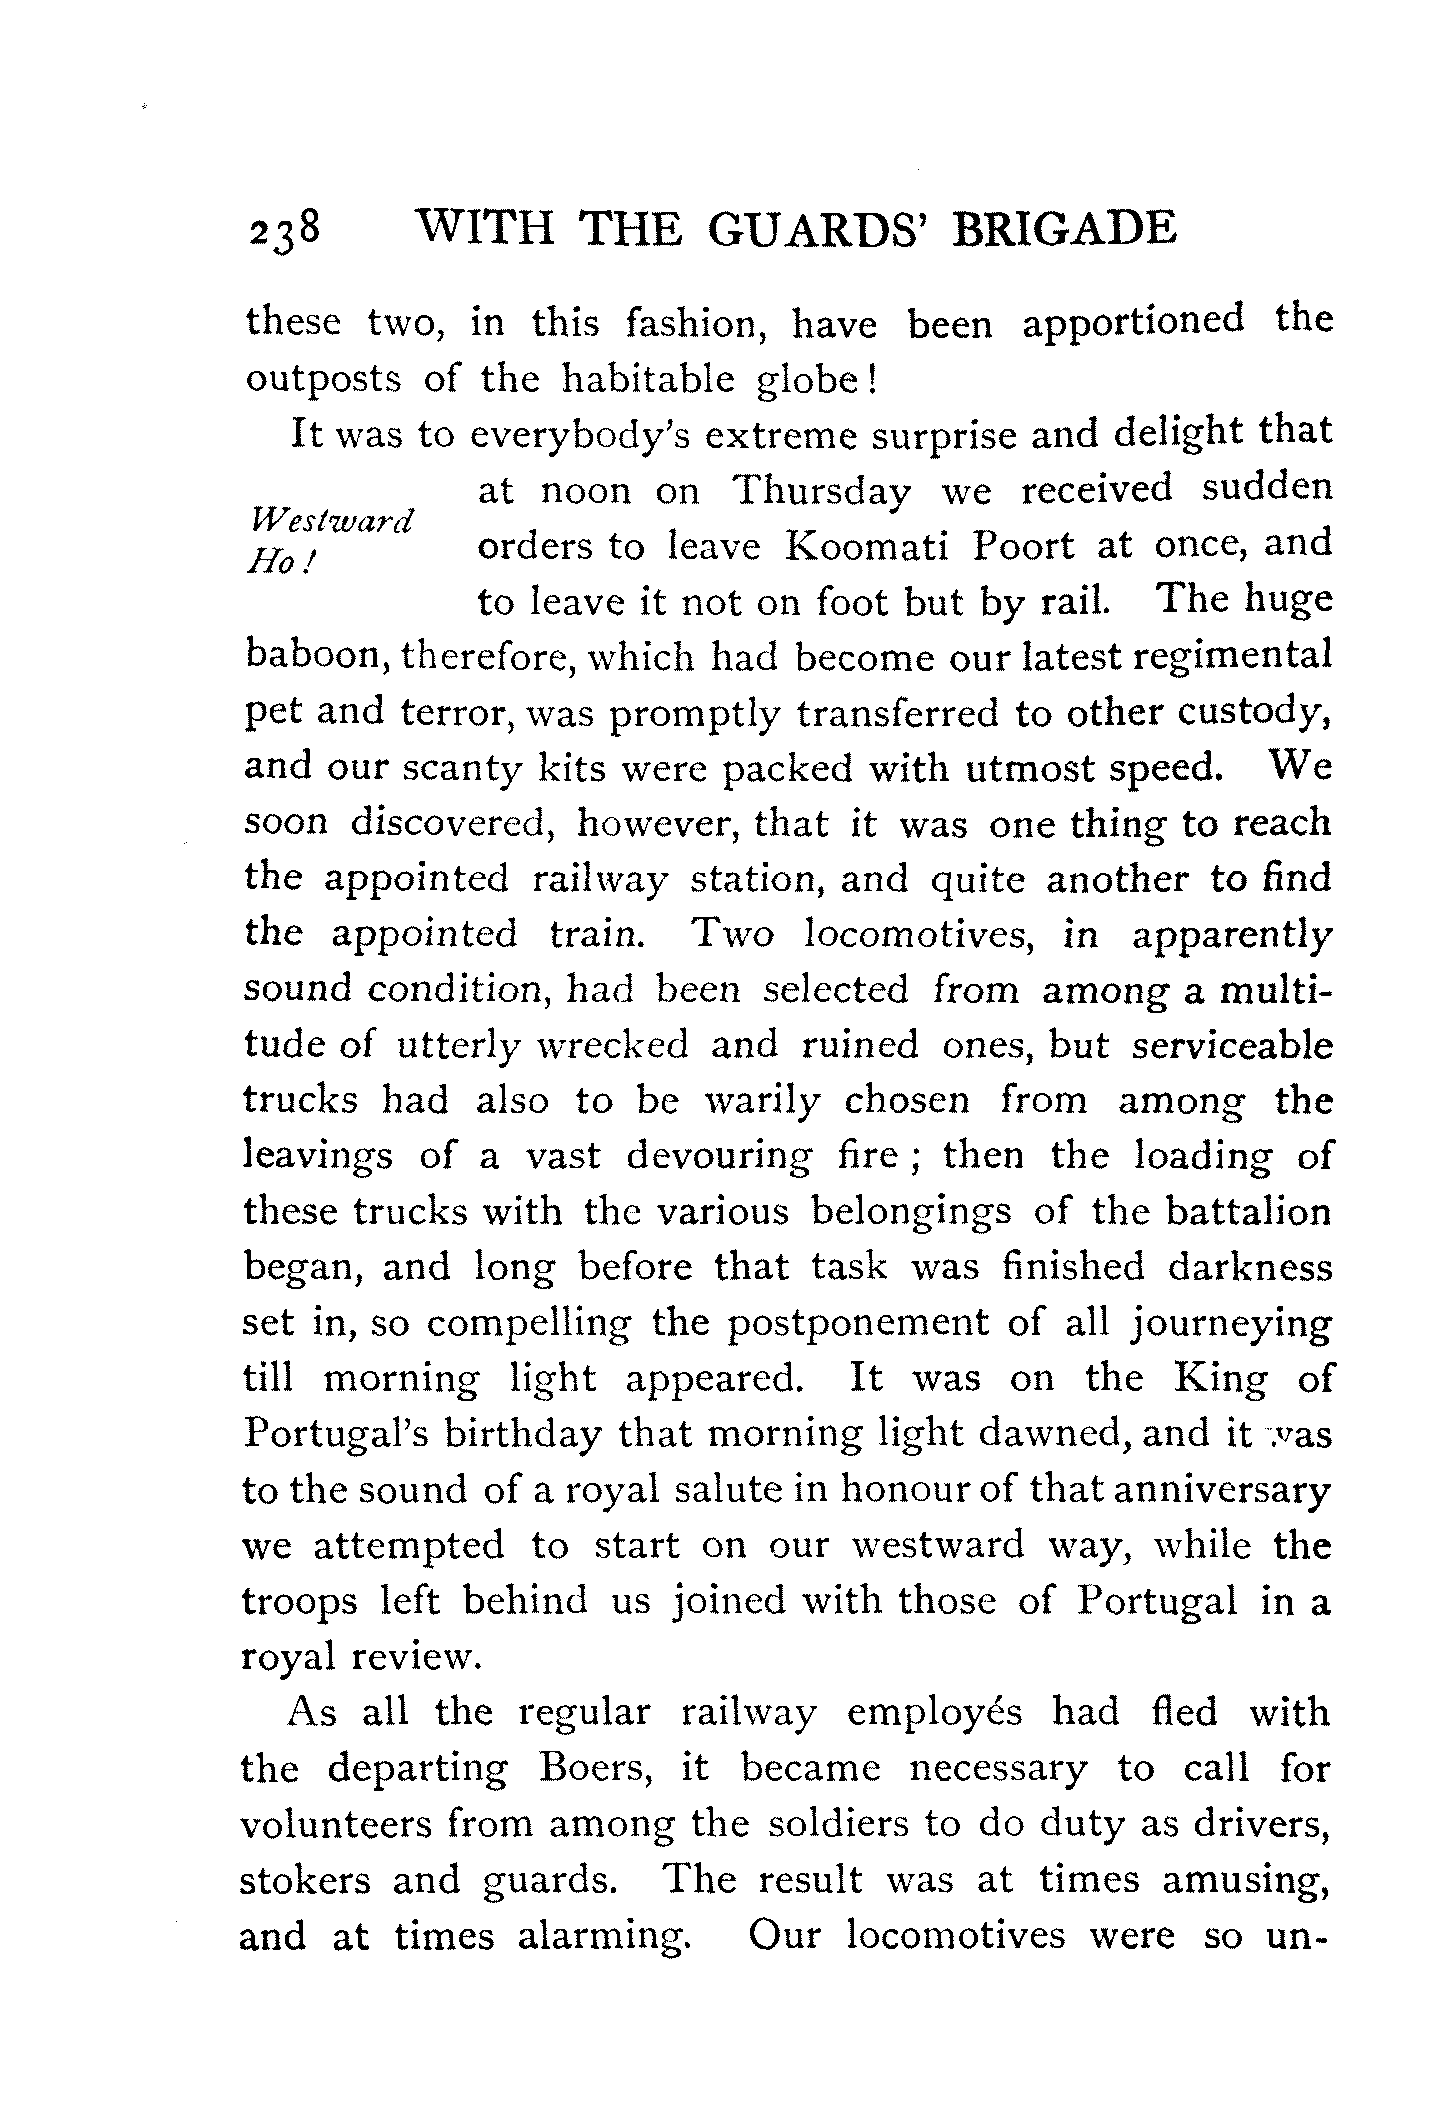 238 WITH THE GUARDS' BRIGADE
these two, in this fashion, have been apportioned the
outposts of the habitable globe!
It was to everybody's extreme surprise and delight that
at noon on Thursday we received sudden
Westward
Ho!
orders to leave Koomati Poort at once, and
to leave it not on foot but by rail. The huge
baboon, therefore, which had become our latest regimental
pet and terror, was promptly transferred to other custody,
and our scanty kits were packed with utmost speed. We
soon discovered, however, that it was one thing to reach
the appointed railway station, and quite another to find
the appointed train. Two locomotives, in apparently
sound condition, had been selected from among a multi-
tude of utterly wrecked and ruined ones, but serviceable
trucks had also to be warily chosen from among the
leavings of a vast devouring fire; then the loading of
these trucks with the various belongings of the battalion
began, and long before that task was finished darkness
set in, so compelling the postponement of all journeying
till morning light appeared. It was on the King of
Portugal's birthday that morning light dawned, and it was
to the sound of a royal salute in honour of that anniversary
we attempted to start on our westward way, while the
troops left behind us joined with those of Portugal in a
royal review.
As all the regular railway employés had fled with
the departing Boers, it became necessary to call for
volunteers from among the soldiers to do duty as drivers,
stokers and guards. The result was at times amusing,
and at times alarming. Our locomotives were so un-